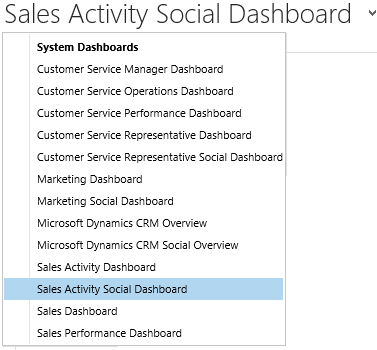 Sales Activity Social Dashboard
System Dashboards
Customer Service Manager Dashboard
Customer Service Operations Dashboard
Customer Service Performance Dashboard
Customer Service Representative Dashboard
Customer Service Representative Social Dashboard
Marketing Dashboard
Marketing Social Dashboard
Microsoft Dynamics CRM Overview
Microsoft Dynamics CRM Social Overview
Sales Activity Dashboard
Sales Activity Social Dashboard
Sales Dashboard
Sales Performance Dashboard